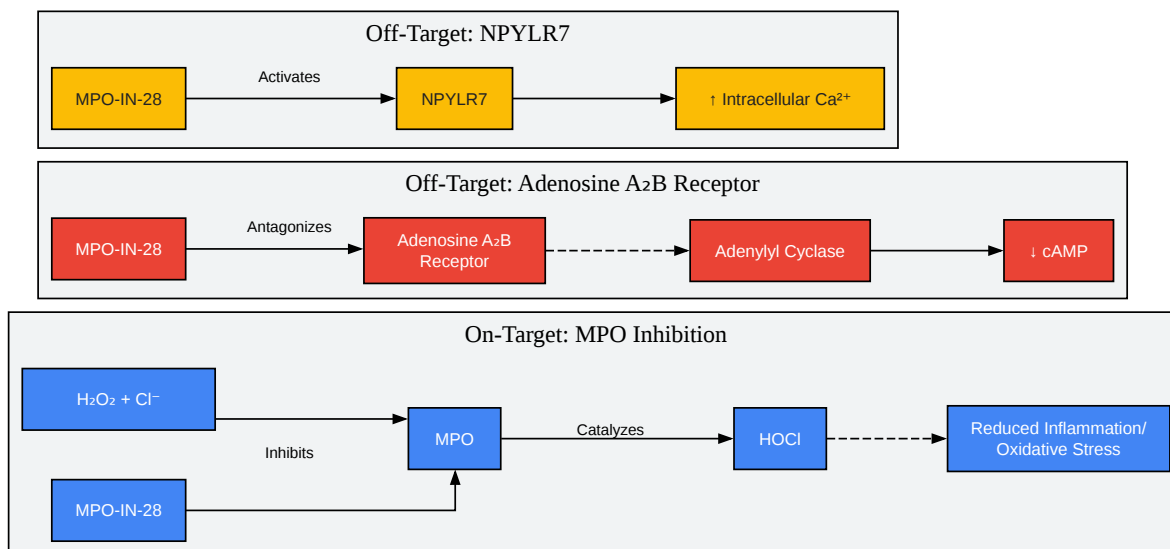 Off-Target: NPYLR7
MPO-IN-28
Activates
NPYLR7
↑ Intracellular Ca²⁺
Off-Target: Adenosine A₂B Receptor
MPO-IN-28
Antagonizes
Adenosine A₂B
Receptor
Adenylyl Cyclase
↓ cAMP
On-Target: MPO Inhibition
H₂O₂ + Cl⁻
Inhibits
MPO-IN-28
MPO
Catalyzes
HOCl
Reduced Inflammation/
Oxidative Stress